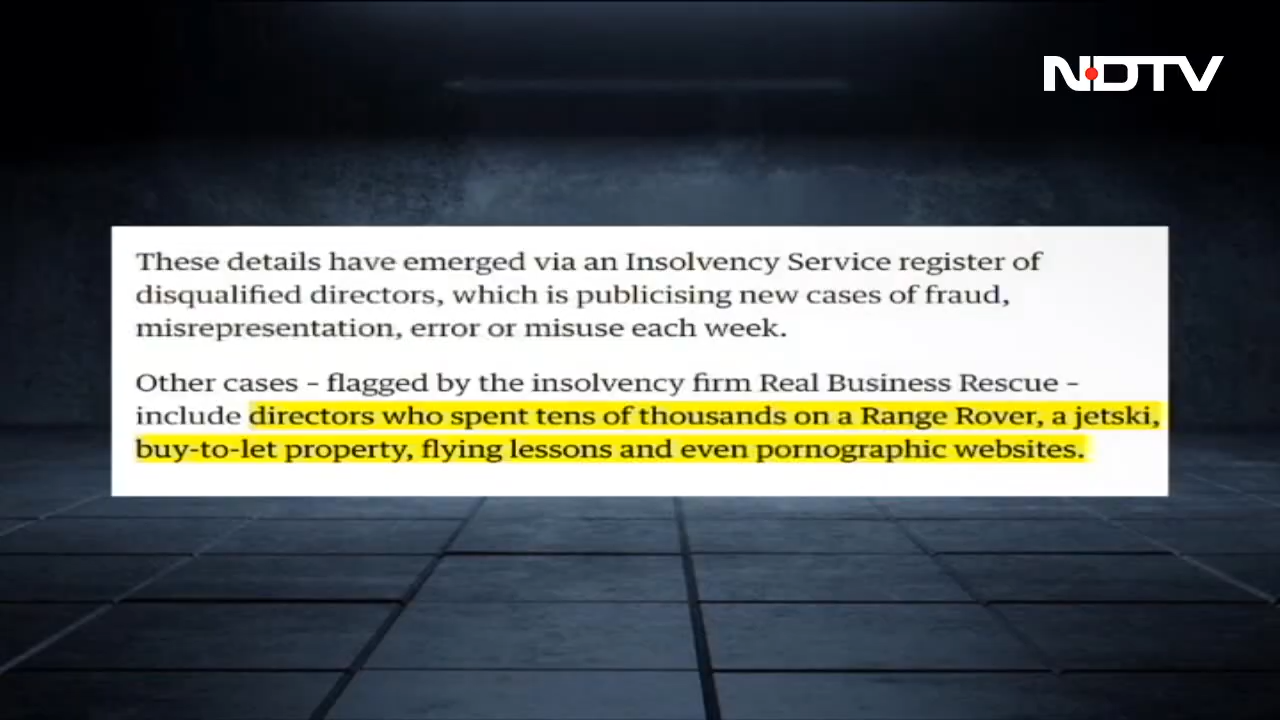 NDTV
These details have emerged via an Insolvency Service register of
disqualified directors, which is publicising new cases of fraud,
misrepresentation, error or misuse each week.
Other cases – flagged by the insolvency firm Real Business Rescue –
include directors who spent tens of thousands on a Range Rover, a jetski,
buy-to-let property, flying lessons and even pornographic websites.